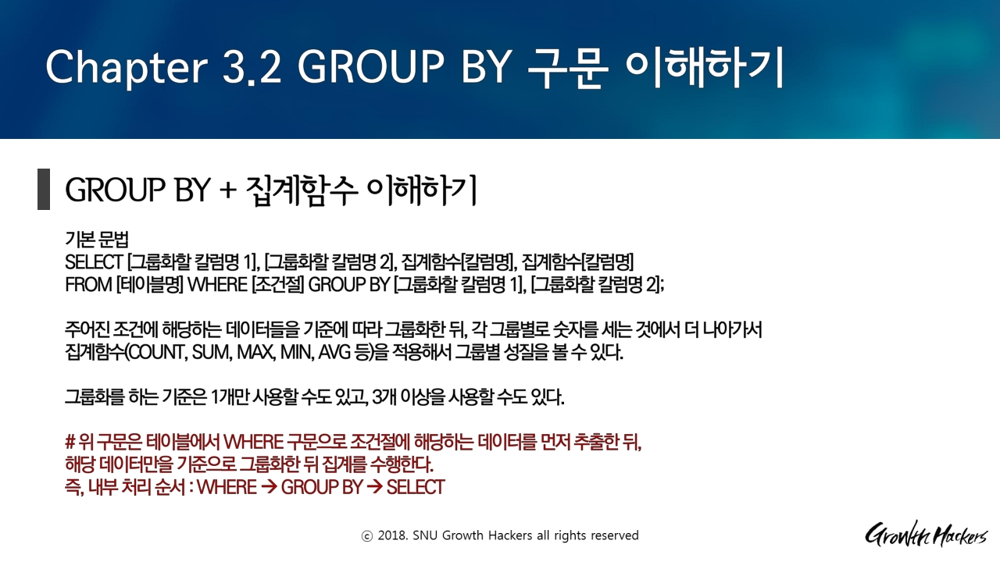 Chapter 3.2 GROUP BY 구문 이해하기
GROUP BY + 집계함수 이해하기
기본 문법
SELECT [그룹화할 칼럼명 1], [그룹화할 칼럼명 2], 집계함수[칼럼명], 집계함수[칼럼명]
FROM [테이블명] WHERE [조건절] GROUP BY [그룹화할 칼럼명 1], [그룹화할 칼럼명 2];
주어진 조건에 해당하는 데이터들을 기준에 따라 그룹화한 뒤, 각 그룹별로 숫자를 세는 것에서 더 나아가서
집계함수(COUNT, SUM, MAX, MIN, AVG 등)을 적용해서 그룹별 성질을 볼 수 있다.
그룹화를 하는 기준은 1개만 사용할 수도 있고, 3개 이상을 사용할 수도 있다.
# 위 구문은 테이블에서 WHERE 구문으로 조건절에 해당하는 데이터를 먼저 추출한 뒤,
해당 데이터만을 기준으로 그룹화한 뒤 집계를 수행한다.
즉, 내부 처리 순서 : WHERE → GROUP BY → SELECT
ⓒ 2018. SNU Growth Hackers all rights reserved
Growth Hackers